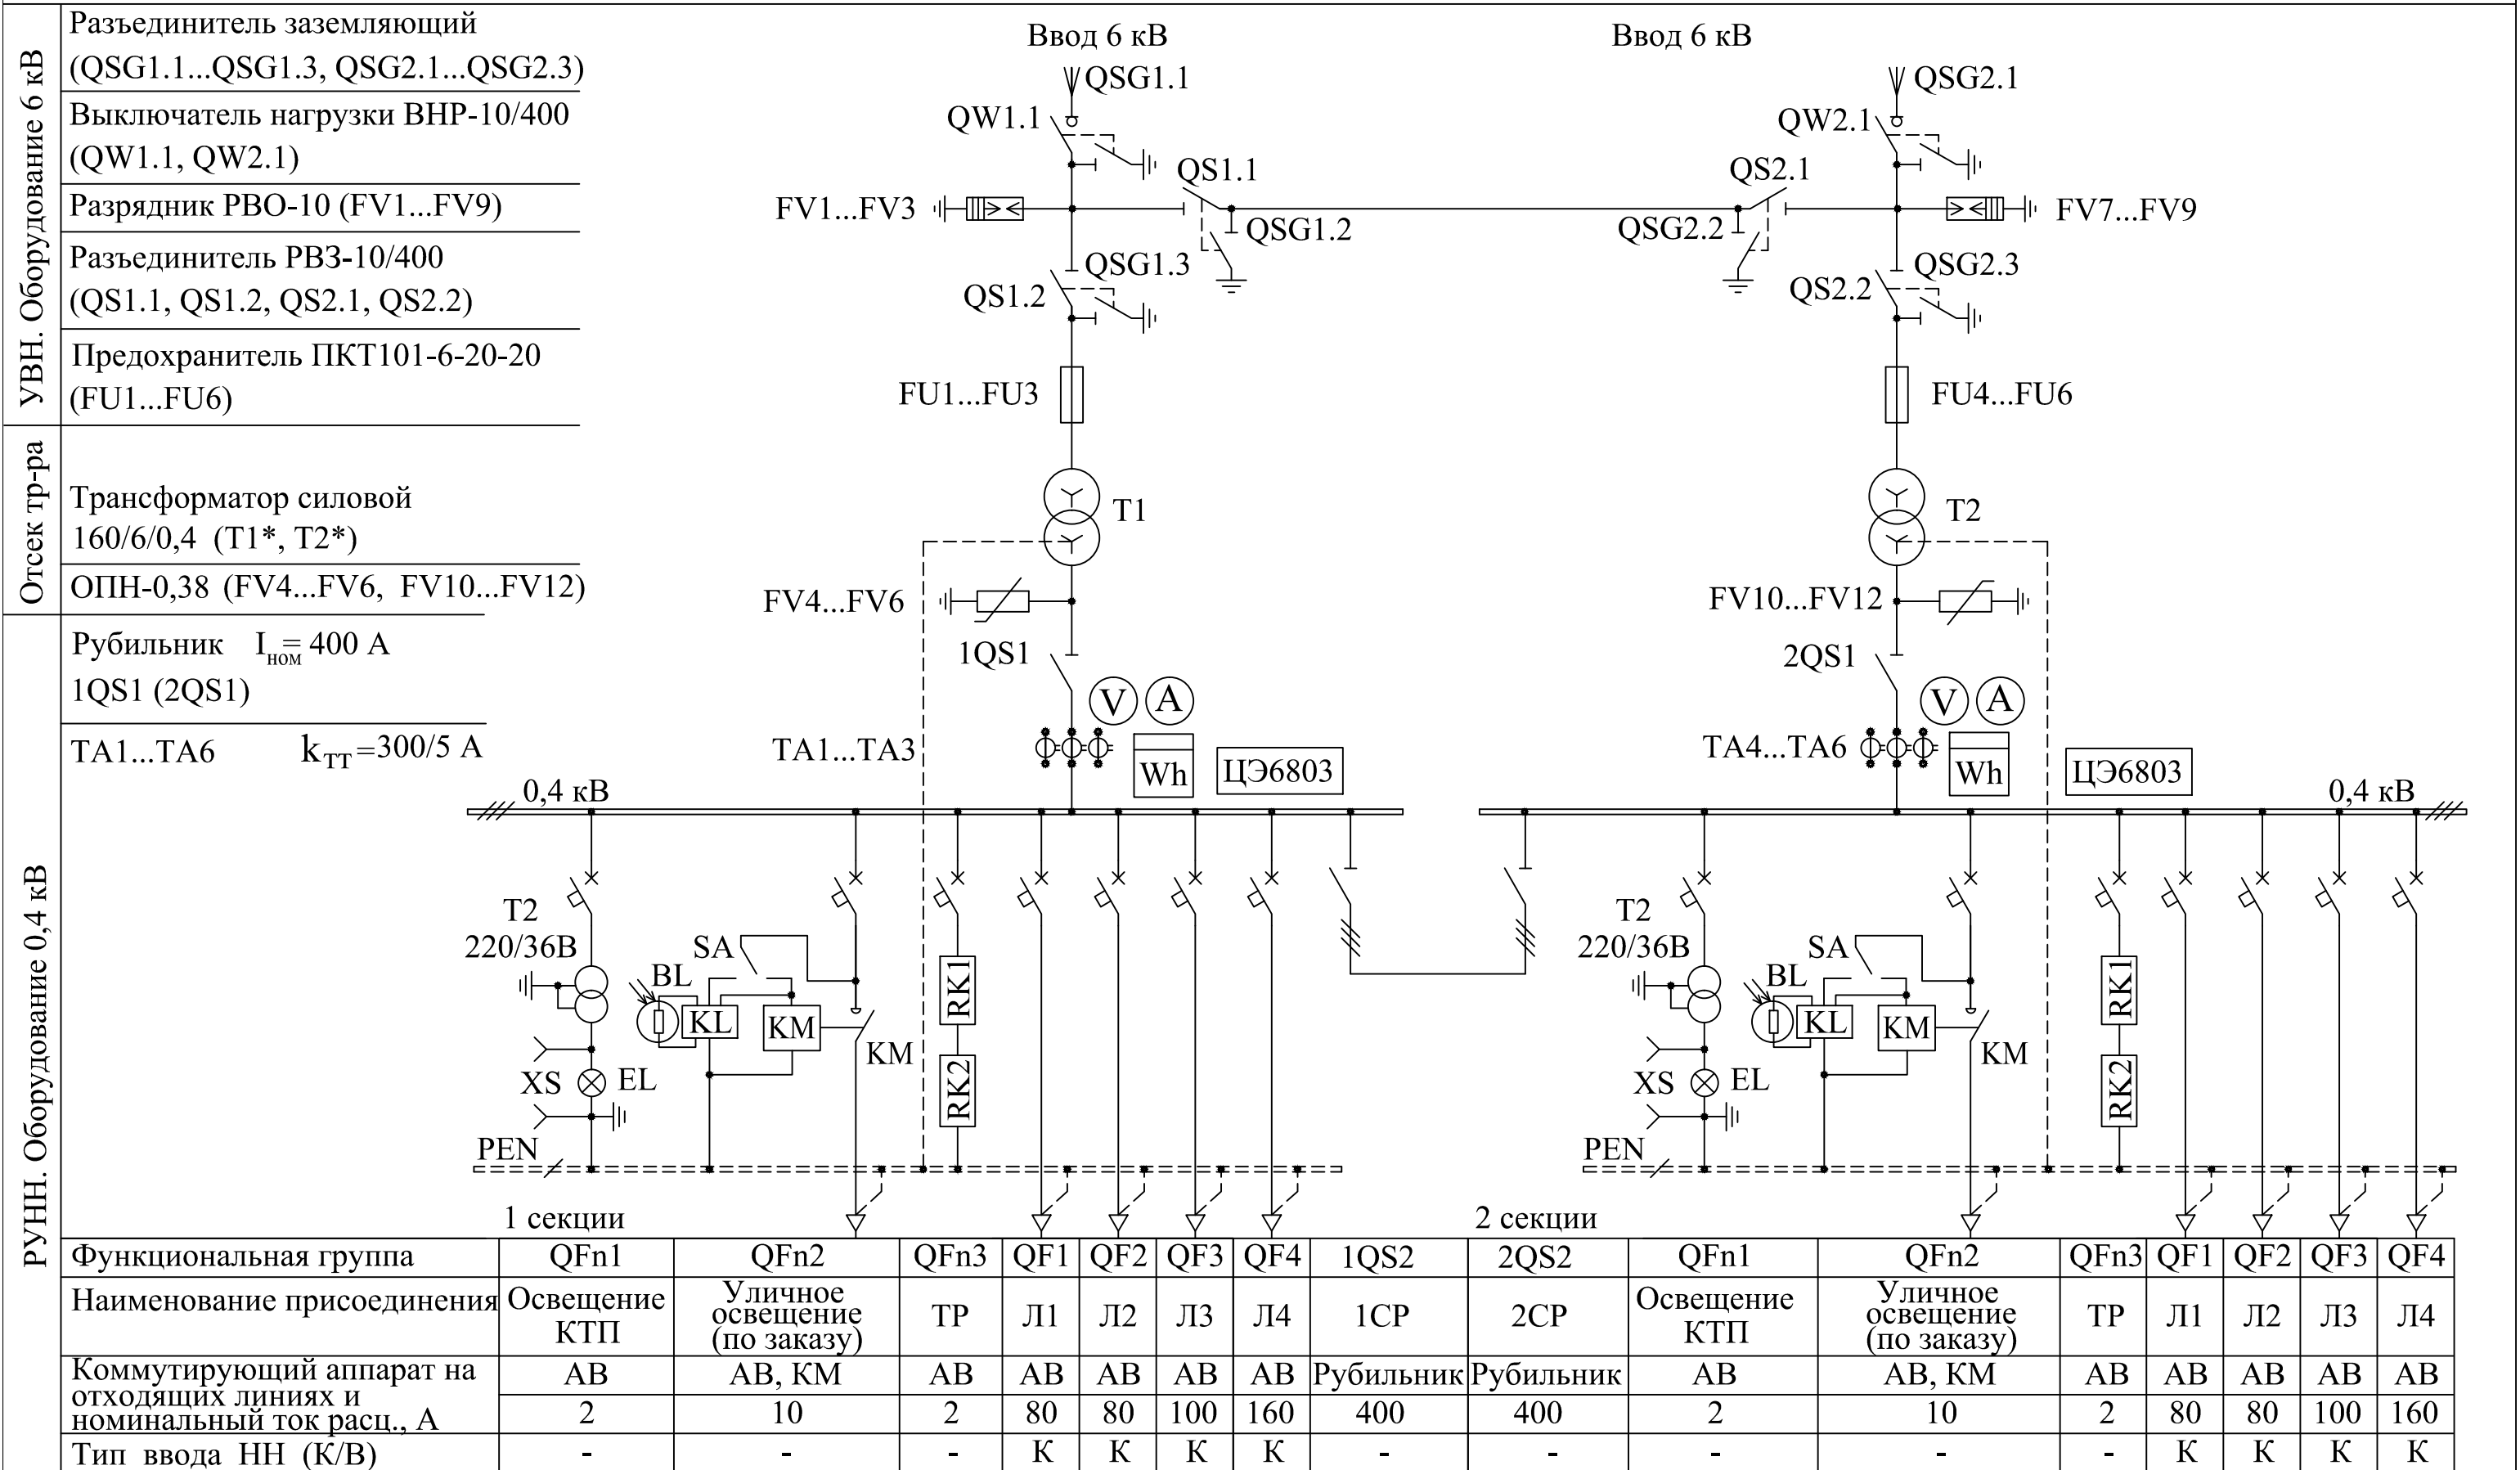 УВН. Оборудование 6 кВ
Разъединитель заземляющий
(QSG1.1...QSG1.3, QSG2.1...QSG2.3)
Выключатель нагрузки ВНР-10/400
(QW1.1, QW2.1)
Разрядник РВО-10 (FV1...FV9)
Разъединитель РВЗ-10/400
(QS1.1, QS1.2, QS2.1, QS2.2)
Предохранитель ПКТ101-6-20-20
(FU1...FU6)
Отсек тр-ра
Трансформатор силовой
160/6/0,4 (Т1*, Т2*)
ОПН-0,38 (FV4...FV6, FV10...FV12)
РУНН. Оборудование 0,4 кВ
Рубильник Iном= 400 А
1QS1 (2QS1)
ТА1...ТА6 kТТ=300/5 А
Ввод 6 кВ
QSG1.1
QW1.1
QS1.1
FV1...FV3
QSG1.2
QSG1.3
QS1.2
FU1...FU3
Т1
FV4...FV6
1QS1
V A
ТА1...ТА3
Wh
ЦЭ6803
0,4 кВ
Ввод 6 кВ
QSG2.1
QW2.1
QS2.1
FV7...FV9
QSG2.2
QSG2.3
QS2.2
FU4...FU6
Т2
FV10...FV12
2QS1
V A
ТА4...ТА6
Wh
ЦЭ6803
0,4 кВ
Т2
220/36В
SA
BL
KL
KM
KM
RK1
RK2
XS
EL
PEN
1 секции
Т2
220/36В
SA
BL
KL
KM
KM
RK1
RK2
XS
EL
PEN
2 секции
Функциональная группа QFn1 QFn2 QFn3 QF1 QF2 QF3 QF4 1QS2 2QS2 QFn1 QFn2 QFn3 QF1 QF2 QF3 QF4
Наименование присоединения
Освещение
КТП
Уличное
освещение
(по заказу)
ТР Л1 Л2 Л3 Л4 1СР 2СР
Освещение
КТП
Уличное
освещение
(по заказу)
ТР Л1 Л2 Л3 Л4
Коммутирующий аппарат на
отходящих линиях и
номинальный ток расц., А
АВ АВ, КМ АВ АВ АВ АВ АВ Рубильник Рубильник АВ АВ, КМ АВ АВ АВ АВ АВ
2 10 2 80 80 100 160 400 400 2 10 2 80 80 100 160
Тип ввода НН (К/В) - - - К К К К - - - - - К К К К